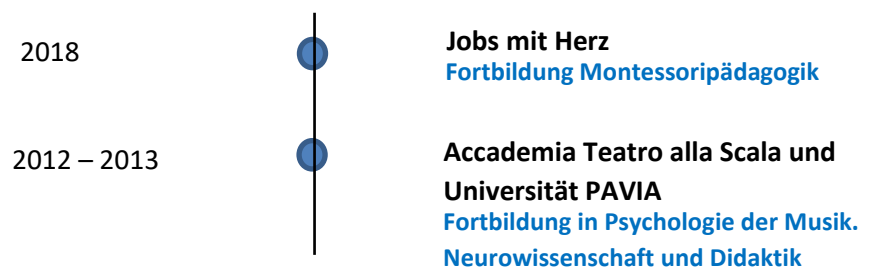 2018
Jobs mit Herz
Fortbildung Montessoripädagogik
2012 – 2013
Accademia Teatro alla Scala und
Universität PAVIA
Fortbildung in Psychologie der Musik.
Neurowissenschaft und Didaktik